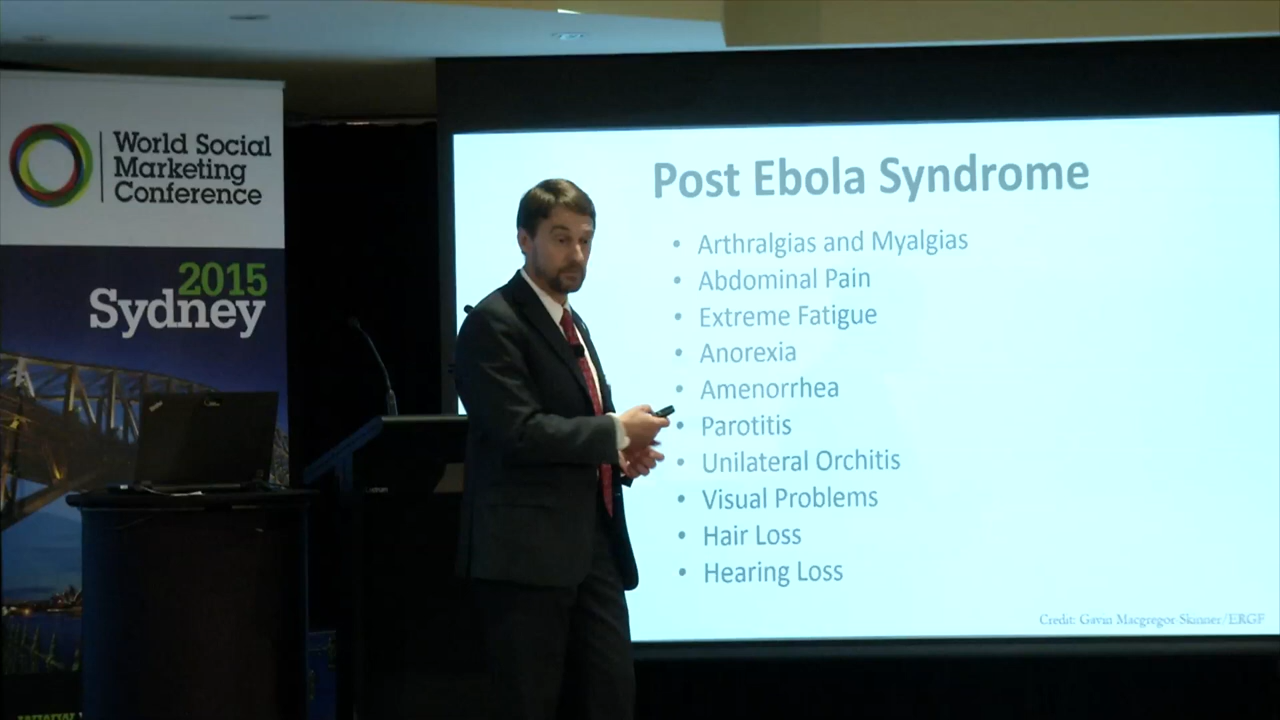 World Social
Marketing
Conference
2015
Sydney
Post Ebola Syndrome
• Arthralgias and Myalgias
• Abdominal Pain
• Extreme Fatigue
• Anorexia
• Amenorrhea
• Parotitis
• Unilateral Orchitis
• Visual Problems
• Hair Loss
• Hearing Loss
Credit: Gavin Macgregor Skinner/ERGF